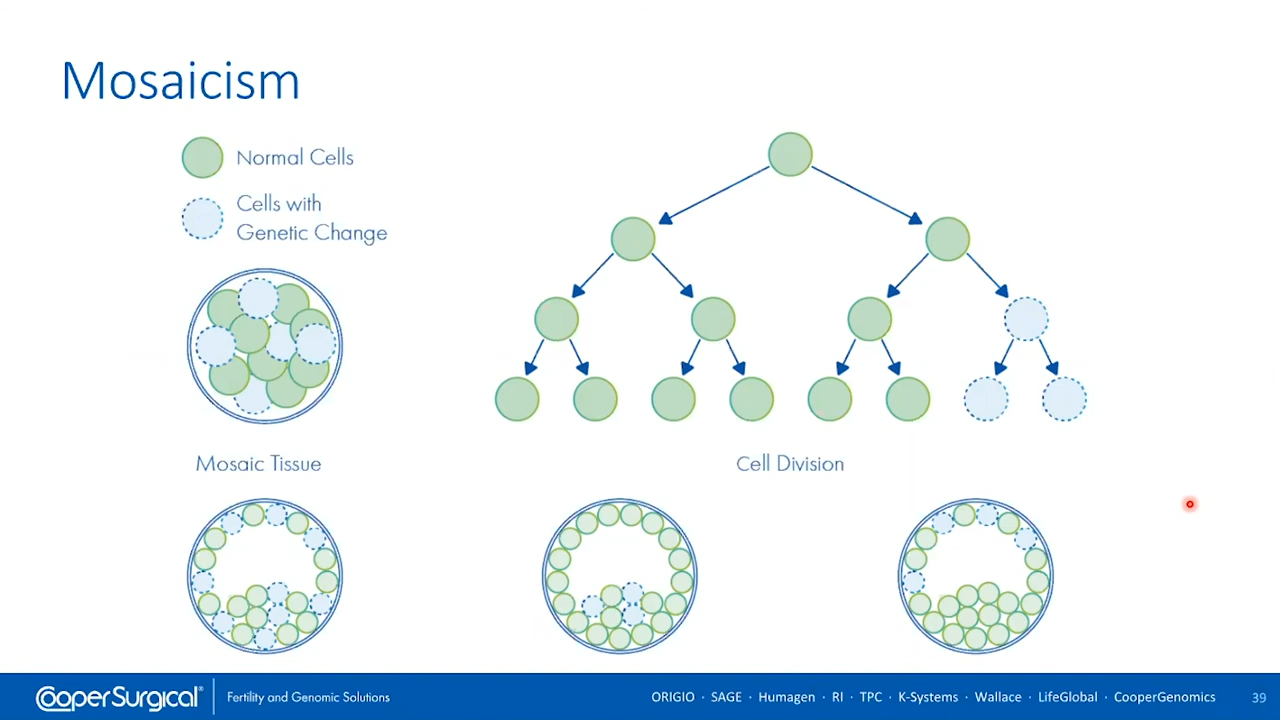 Mosaicism
Normal Cells
Cells with
Genetic Change
Mosaic Tissue
Cell Division
CooperSurgical®
Fertility and Genomic Solutions
ORIGIO · SAGE · Humagen · RI · TPC · K-Systems · Wallace · LifeGlobal · CooperGenomics
39